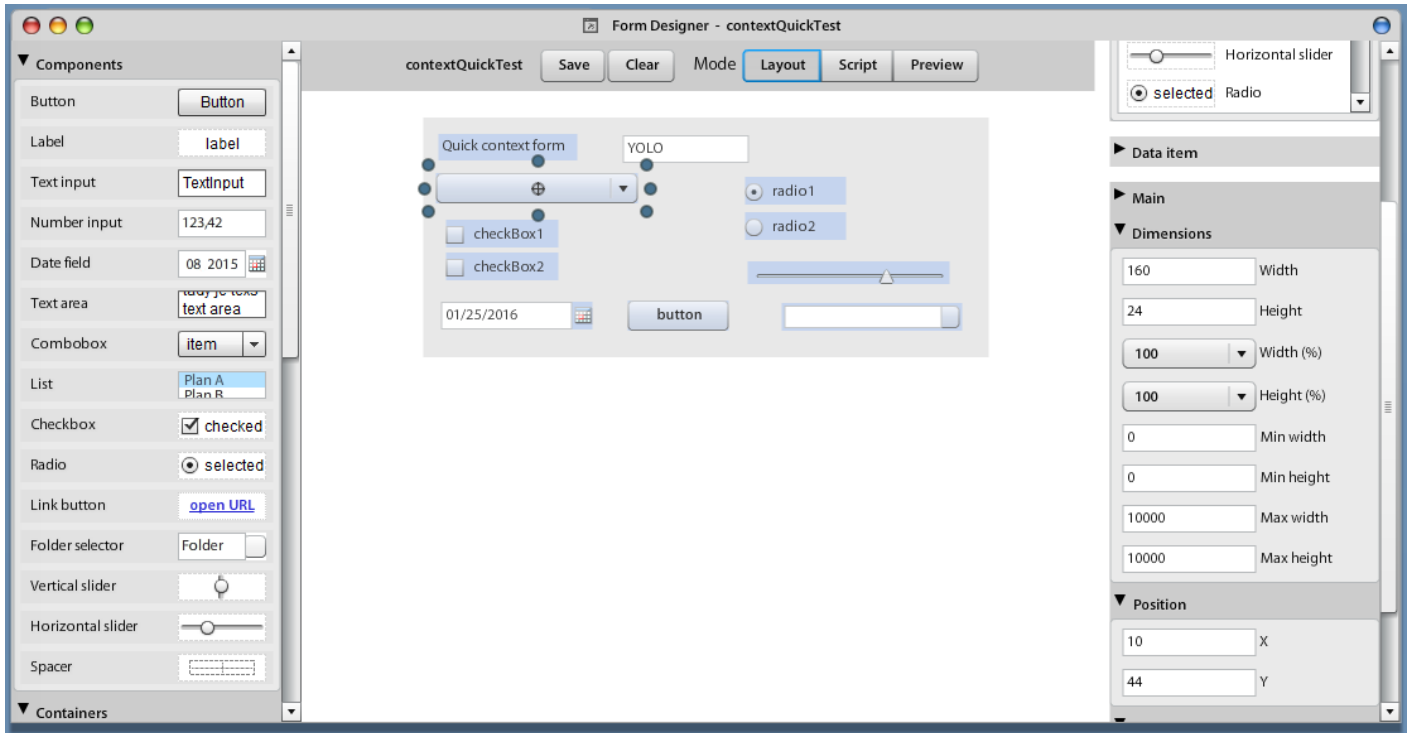 Form Designer - contextQuickTest
Components
Button Button
Label label
Text input TextInput
Number input 123,42
Date field 08 2015
Text area text area
Combobox item
List Plan A
Plan B
Checkbox checked
Radio selected
Link button open URL
Folder selector Folder
Vertical slider
Horizontal slider
Spacer
Containers
contextQuickTest Save Clear Mode Layout Script Preview
Quick context form YOLO
radio1
checkBox1 radio2
checkBox2
01/25/2016 button
Horizontal slider
selected Radio
Data item
Main
Dimensions
160 Width
24 Height
100 Width (%)
100 Height (%)
0 Min width
0 Min height
10000 Max width
10000 Max height
Position
10 X
44 Y